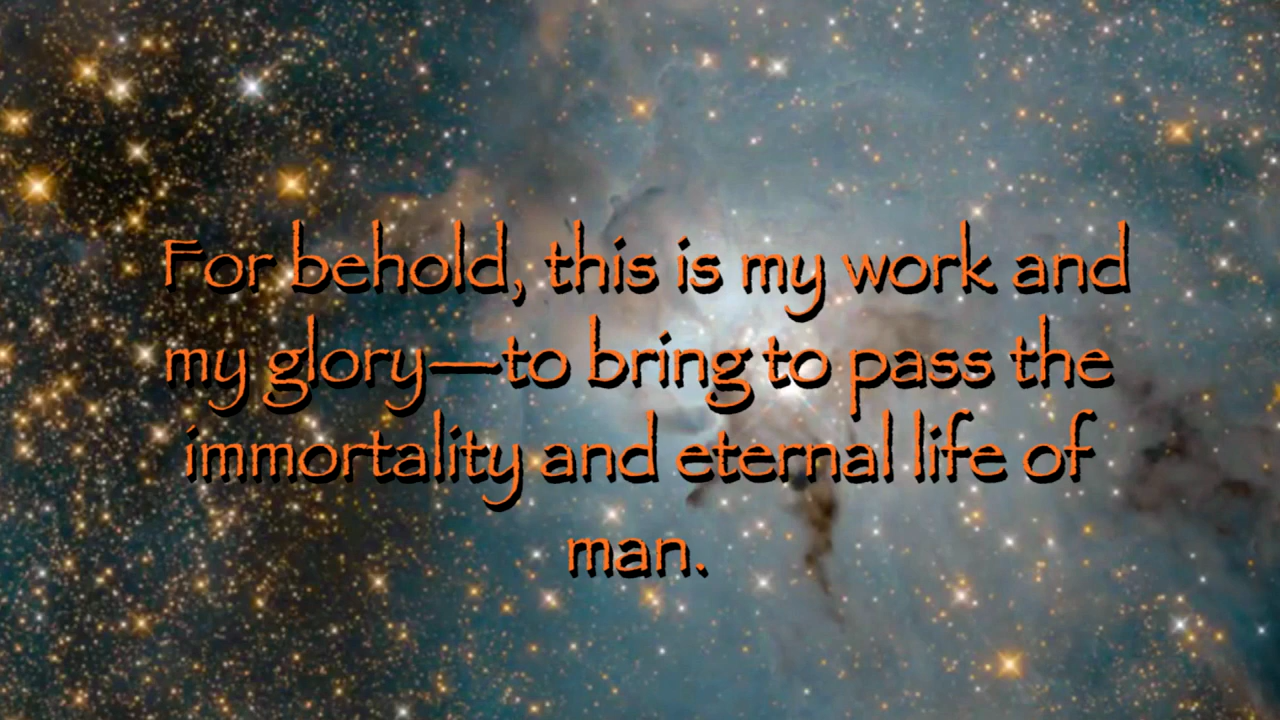 For behold, this is my work and
my glory—to bring to pass the
immortality and eternal life of
man.